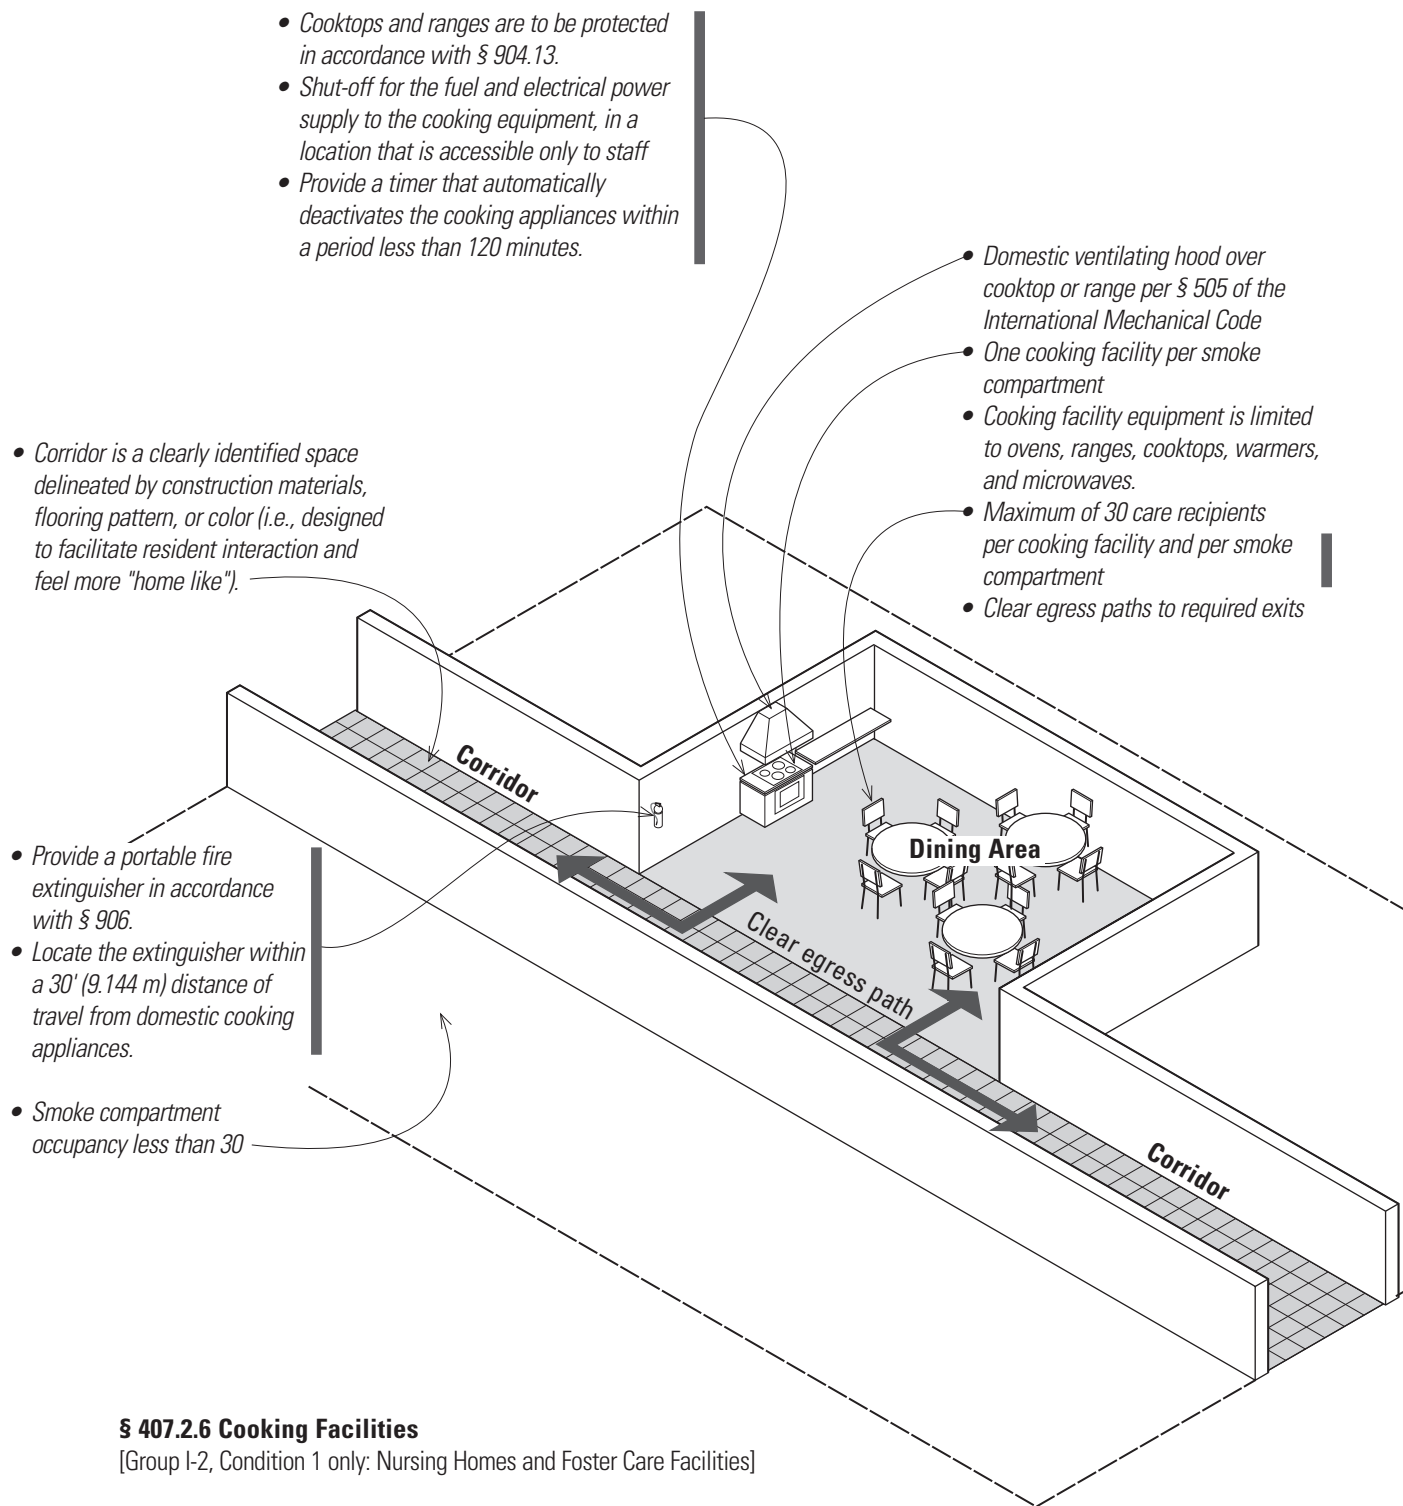 • Cooktops and ranges are to be protected
in accordance with § 904.13.
• Shut-off for the fuel and electrical power
supply to the cooking equipment, in a
location that is accessible only to staff
• Provide a timer that automatically
deactivates the cooking appliances within
a period less than 120 minutes.
• Domestic ventilating hood over
cooktop or range per § 505 of the
International Mechanical Code
• One cooking facility per smoke
compartment
• Cooking facility equipment is limited
to ovens, ranges, cooktops, warmers,
and microwaves.
• Maximum of 30 care recipients
per cooking facility and per smoke
compartment
• Clear egress paths to required exits
• Corridor is a clearly identified space
delineated by construction materials,
flooring pattern, or color (i.e., designed
to facilitate resident interaction and
feel more "home like").
Corridor
Dining Area
Clear egress path
• Provide a portable fire
extinguisher in accordance
with § 906.
• Locate the extinguisher within
a 30' (9.144 m) distance of
travel from domestic cooking
appliances.
• Smoke compartment
occupancy less than 30
Corridor
§ 407.2.6 Cooking Facilities
[Group I-2, Condition 1 only: Nursing Homes and Foster Care Facilities]